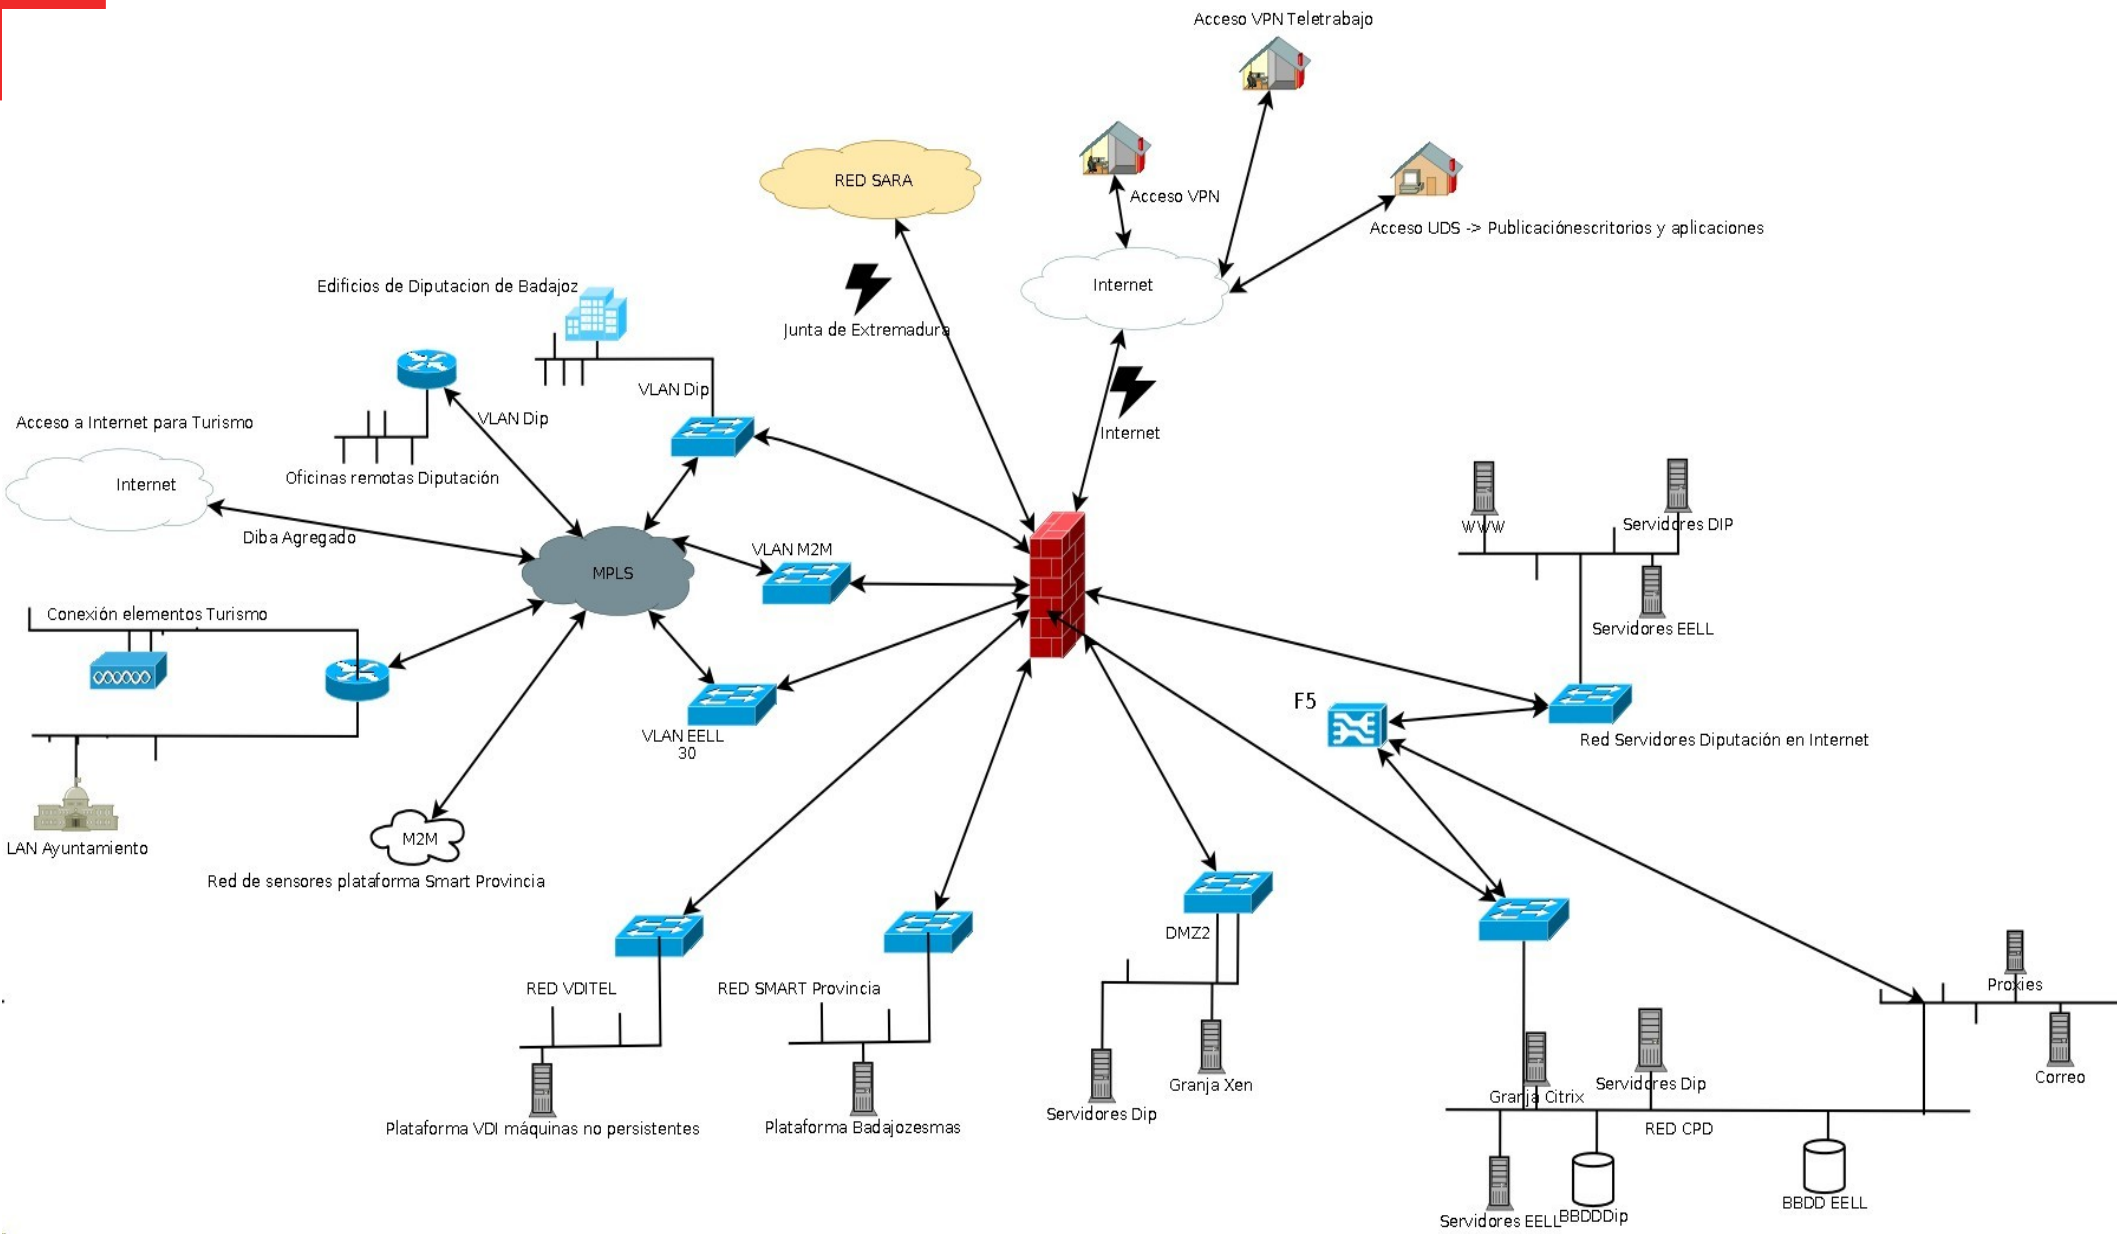 Acceso VPN Teletrabajo
RED SARA
Acceso VPN
Acceso UDS -> Publicaciónescritorios y aplicaciones
Internet
Edificios de Diputacion de Badajoz
Junta de Extremadura
VLAN Dip
VLAN Dip
Acceso a Internet para Turismo
Internet
Oficinas remotas Diputación
Internet
Diba Agregado
WWW
Servidores DIP
VLAN M2M
MPLS
Conexión elementos Turismo
Servidores EELL
F5
VLAN EELL
30
Red Servidores Diputación en Internet
LAN Ayuntamiento
M2M
Red de sensores plataforma Smart Provincia
DMZ2
RED VDITEL
RED SMART Provincia
Proxies
Granja Xen
Servidores Dip
Granja Citrix
Servidores Dip
Correo
Plataforma VDI máquinas no persistentes
Plataforma Badajozesmas
RED CPD
Servidores EELL
BBDDDip
BBDD EELL